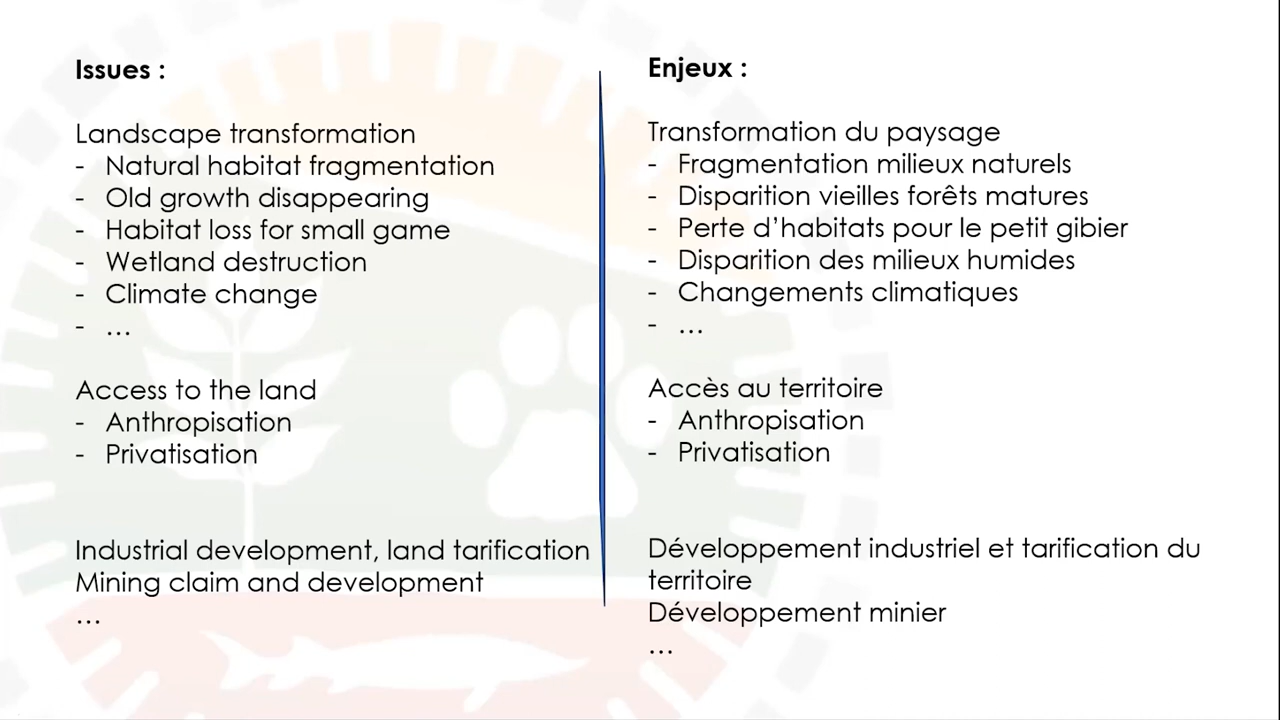 Issues :
Landscape transformation
- Natural habitat fragmentation
- Old growth disappearing
- Habitat loss for small game
- Wetland destruction
- Climate change
- …
Access to the land
- Anthropisation
- Privatisation
Industrial development, land tarification
Mining claim and development
…
Enjeux :
Transformation du paysage
- Fragmentation milieux naturels
- Disparition vieilles forêts matures
- Perte d’habitats pour le petit gibier
- Disparition des milieux humides
- Changements climatiques
- …
Accès au territoire
- Anthropisation
- Privatisation
Développement industriel et tarification du
territoire
Développement minier
…